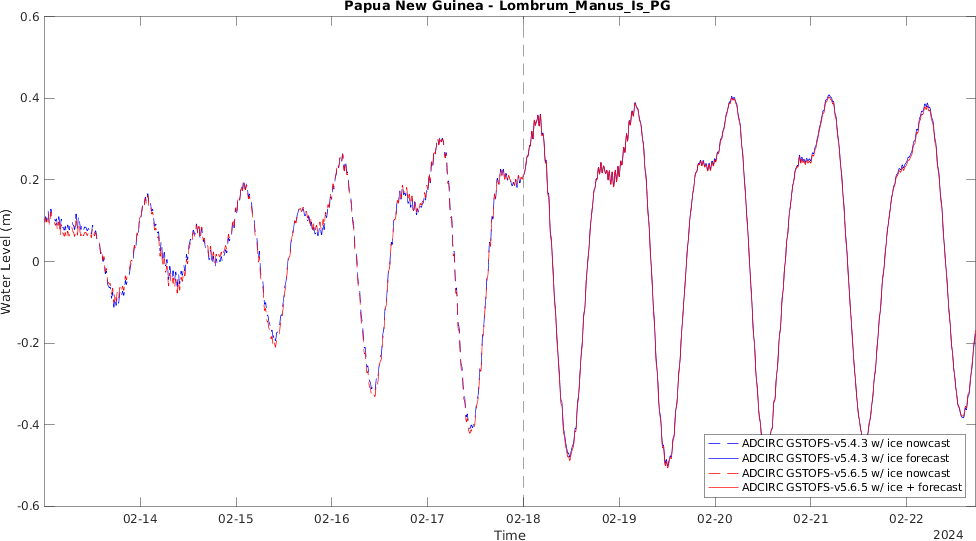 Papua New Guinea - Lombrum_Manus_Is_PG
0.6
0.4
0.2
0
-0.2
-0.4
-0.6
Water Level (m)
02-14
02-15
02-16
02-17
02-18
02-19
02-20
02-21
02-22
Time
2024
ADCIRC GSTOFS-v5.4.3 w/ ice nowcast
ADCIRC GSTOFS-v5.4.3 w/ ice forecast
ADCIRC GSTOFS-v5.6.5 w/ ice nowcast
ADCIRC GSTOFS-v5.6.5 w/ ice + forecast